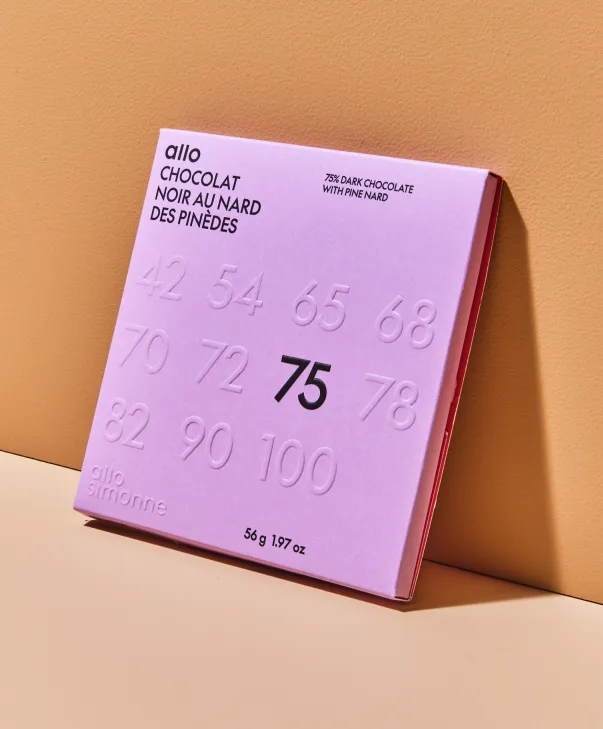 allo
CHOCOLAT
NOIR AU NARD
DES PINÈDES
75% DARK CHOCOLATE
WITH PINE NARD
42 54 65 68
70 72 75 78
82 90 100
allo
simonne
56 g 1.97 oz